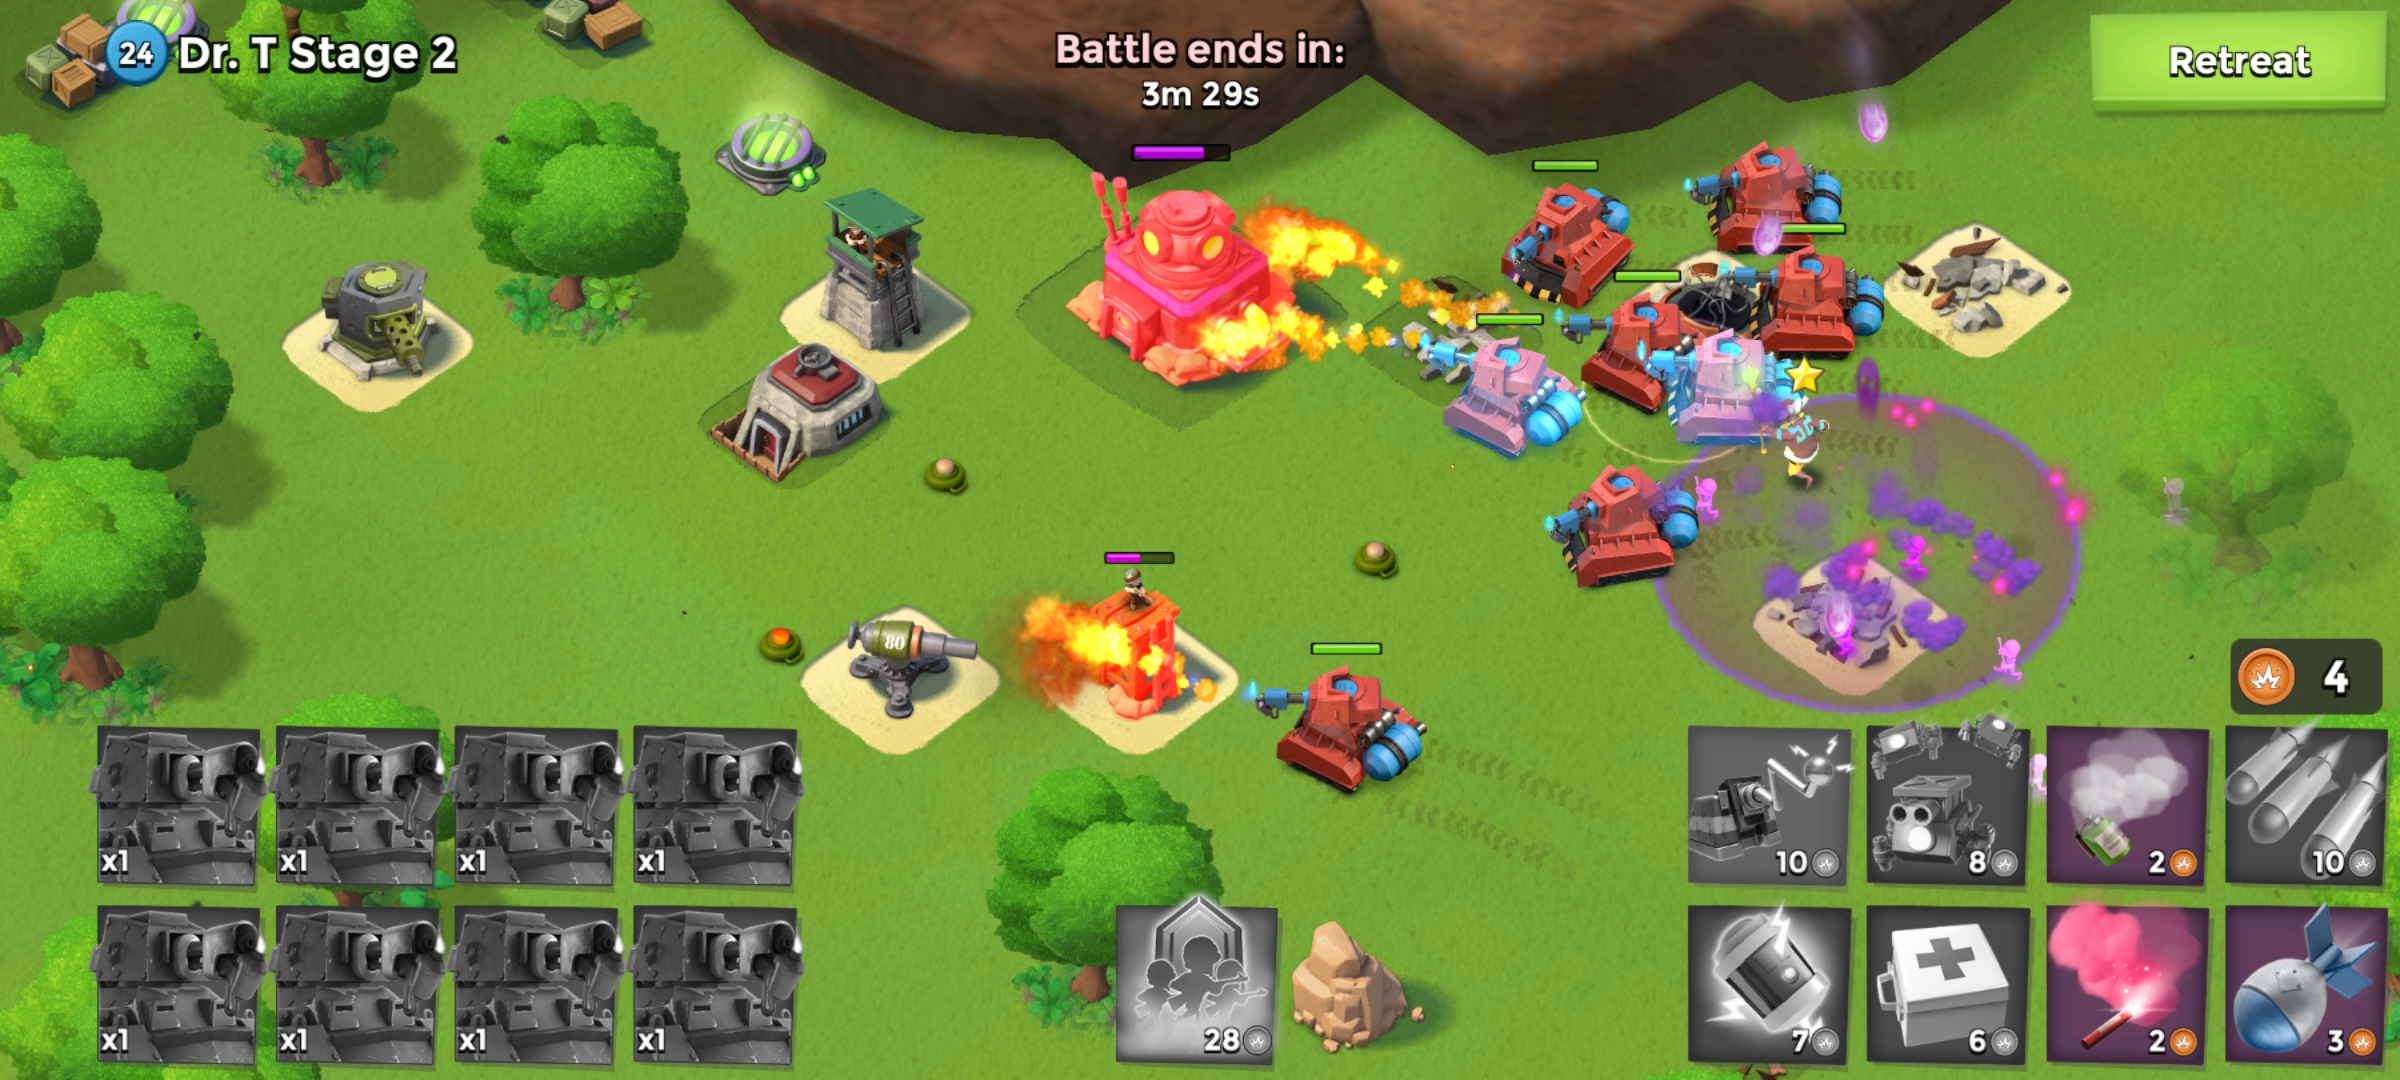 24 Dr. T Stage 2
Battle ends in:
3m 29s
Retreat
80
4
x1 x1 x1 x1
10 8 2 10
x1 x1 x1 x1
28
7 6 2 3